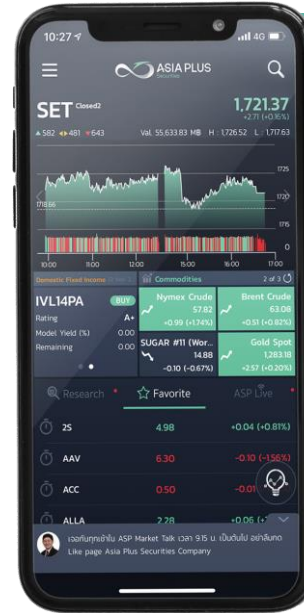 10:27
4G
ASIA PLUS
Securities
SET Closed2
1,721.37
+2.71 (+0.16%)
582 481 643 Val. 55,633.83 MB H : 1,726.52 L : 1,717.63
1725
1718.66
1720
1715
0
10:00 11:00 12:00 15:00 16:00 17:00
Domestic Fixed Income
Commodities 2 of 3
IVL14PA BUY
Rating A+
Model Yield (%) 0.00
Remaining 0.00
Nymex Crude
57.82
+0.99 (+1.74%)
Brent Crude
63.08
+0.51 (+0.82%)
SUGAR #11 (Wor...
14.88
-0.10 (-0.67%)
Gold Spot
1,283.18
+2.57 (+0.20%)
Research Favorite ASP Live
2S 4.98 +0.04 (+0.81%)
AAV 6.30 -0.10 (-1.56%)
ACC 0.50 -0.01
ALLA 2.28 +0.06
เจอกันทุกเช้าใน ASP Market Talk เวลา 9.15 น. เป็นต้นไป อย่าลืมกด
Like page Asia Plus Securities Company